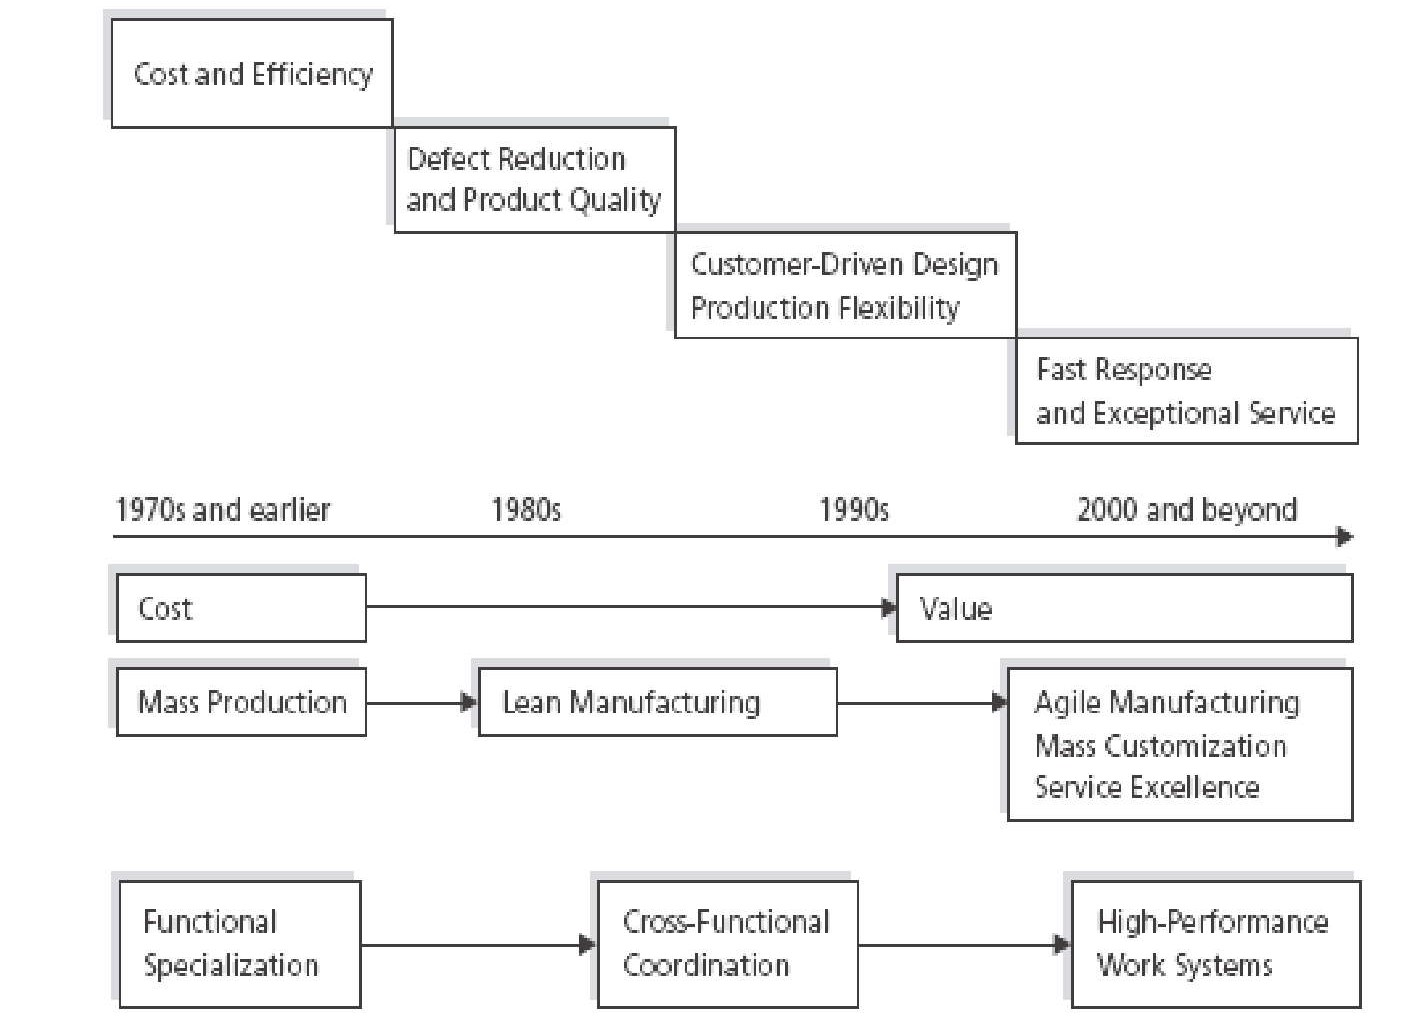 Cost and Efficiency
Defect Reduction
and Product Quality
Customer-Driven Design
Production Flexibility
Fast Response
and Exceptional Service
1970s and earlier
1980s
1990s
2000 and beyond
Cost
Value
Mass Production
Lean Manufacturing
Agile Manufacturing
Mass Customization
Service Excellence
Functional
Specialization
Cross-Functional
Coordination
High-Performance
Work Systems